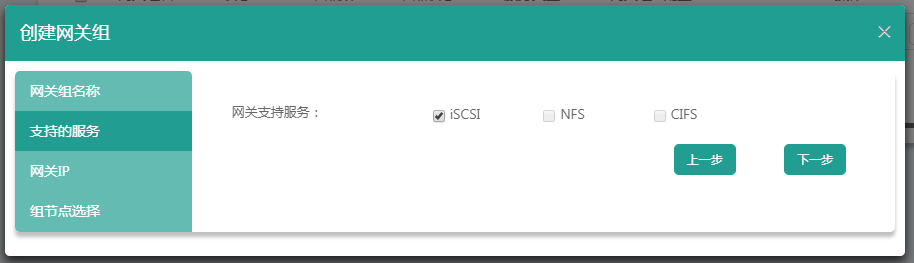 创建网关组
网关组名称
支持的服务
网关IP
组节点选择
网关支持服务：
iSCSI NFS CIFS
上一步 下一步